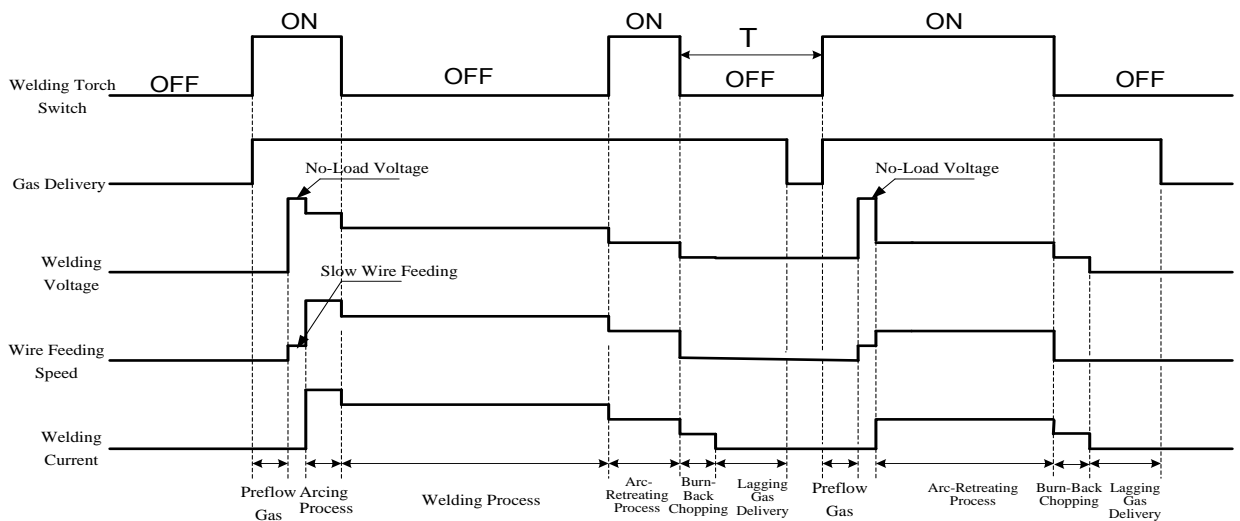 ON
ON
T
ON
OFF
OFF
OFF
OFF
Welding Torch
Switch
No-Load Voltage
No-Load Voltage
Gas Delivery
Welding
Voltage
Slow Wire Feeding
Wire Feeding
Speed
Welding
Current
Preflow
Gas
Arcing
Process
Welding Process
Arc-
Retreating
Process
Burn-
Back
Chopping
Lagging
Gas
Delivery
Preflow
Gas
Arc-Retreating
Process
Burn-Back
Chopping
Lagging
Gas
Delivery